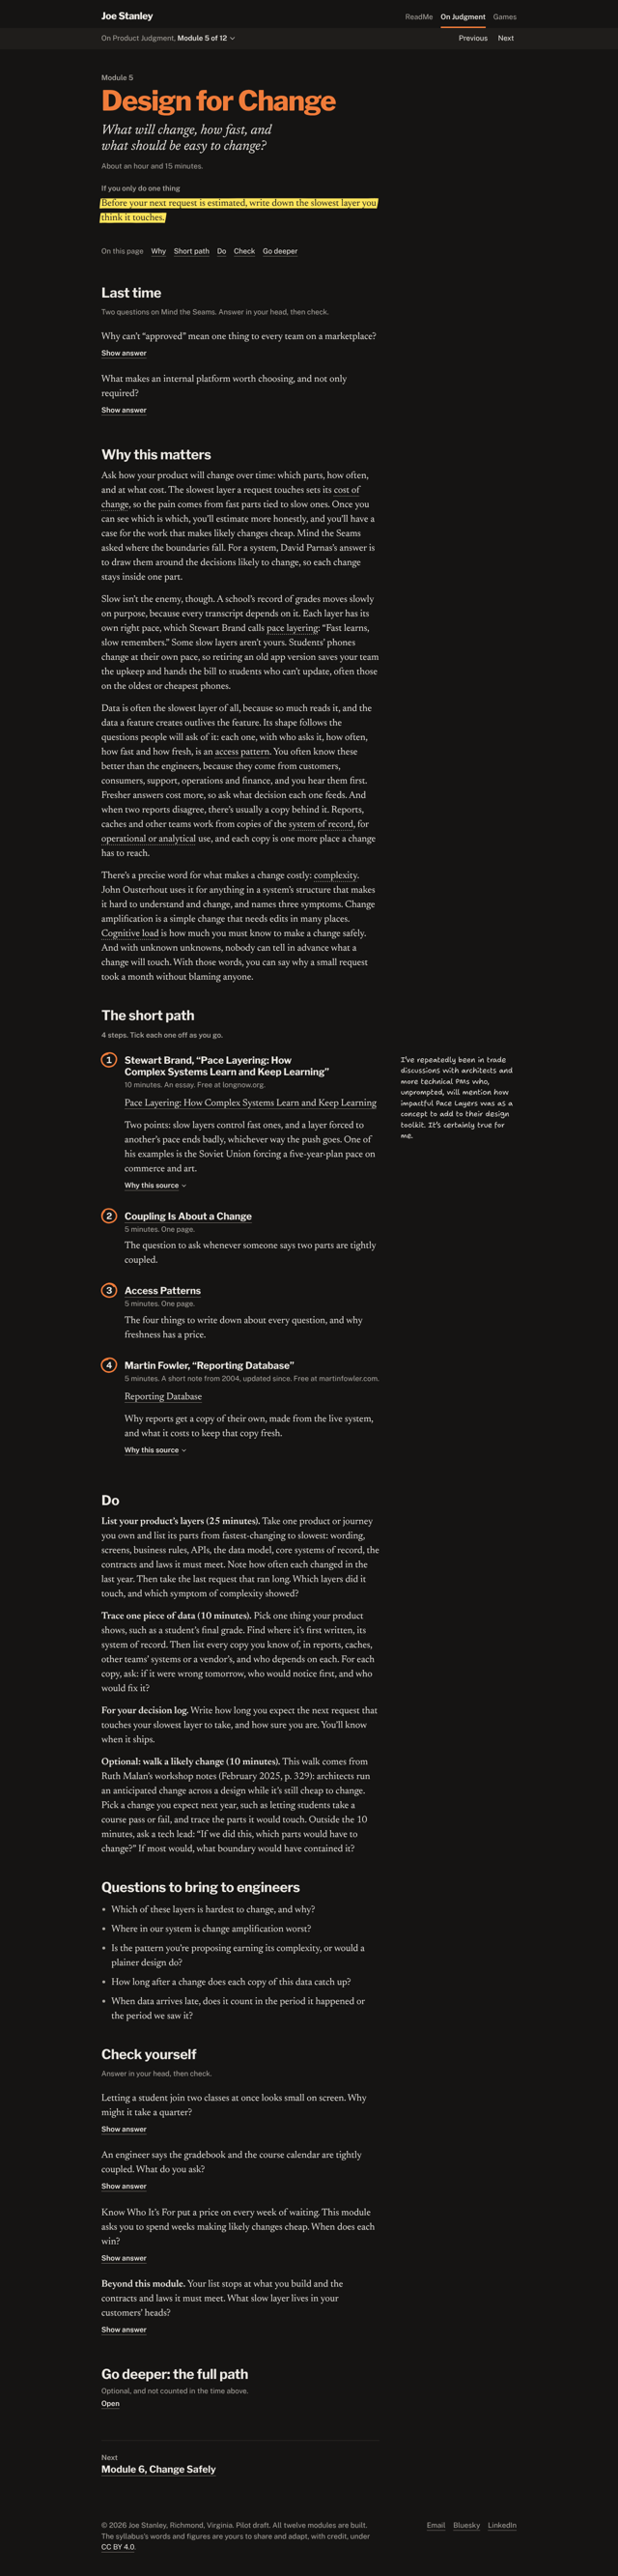 Joe Stanley
ReadMe On Judgment Games
On Product Judgment, Module 5 of 12
Previous Next
Module 5
Design for Change
What will change, how fast, and
what should be easy to change?
About an hour and 15 minutes.
If you only do one thing
Before your next request is estimated, write down the slowest layer you
think it touches.
On this page Why Short path Do Check Go deeper
Last time
Two questions on Mind the Seams. Answer in your head, then check.
Why can’t “approved” mean one thing to every team on a marketplace?
Show answer
What makes an internal platform worth choosing, and not only
required?
Show answer
Why this matters
Ask how your product will change over time: which parts, how often,
and at what cost. The slowest layer a request touches sets its cost of
change, so the pain comes from fast parts tied to slow ones. Once you
can see which is which, you’ll estimate more honestly, and you’ll have a
case for the work that makes likely changes cheap. Mind the Seams
asked where the boundaries fall. For a system, David Parnas’s answer is
to draw them around the decisions likely to change, so each change
stays inside one part.
Slow isn’t the enemy, though. A school’s record of grades moves slowly
on purpose, because every transcript depends on it. Each layer has its
own right pace, which Stewart Brand calls pace layering: “Fast learns,
slow remembers.” Some slow layers aren’t yours. Students’ phones
change at their own pace, so retiring an old app version saves your team
the upkeep and hands the bill to students who can’t update, often those
on the oldest or cheapest phones.
Data is often the slowest layer of all, because so much reads it, and the
data a feature creates outlives the feature. Its shape follows the
questions people will ask of it: each one, with who asks it, how often,
how fast and how fresh, is an access pattern. You often know these
better than the engineers, because they come from customers,
consumers, support, operations and finance, and you hear them first.
Fresher answers cost more, so ask what decision each one feeds. And
when two reports disagree, there’s usually a copy behind it. Reports,
caches and other teams work from copies of the system of record, for
operational or analytical use, and each copy is one more place a change
has to reach.
There’s a precise word for what makes a change costly: complexity.
John Ousterhout uses it for anything in a system’s structure that makes
it hard to understand and change, and names three symptoms. Change
amplification is a simple change that needs edits in many places.
Cognitive load is how much you must know to make a change safely.
And with unknown unknowns, nobody can tell in advance what a
change will touch. With those words, you can say why a small request
took a month without blaming anyone.
The short path
4 steps. Tick each one off as you go.
1
Stewart Brand, “Pace Layering: How
Complex Systems Learn and Keep Learning”
10 minutes. An essay. Free at longnow.org.
Pace Layering: How Complex Systems Learn and Keep Learning
Two points: slow layers control fast ones, and a layer forced to
another’s pace ends badly, whichever way the push goes. One of
his examples is the Soviet Union forcing a five-year-plan pace on
commerce and art.
Why this source
I’ve repeatedly been in trade
discussions with architects and
more technical PMs who,
unprompted, will mention how
impactful Pace Layers was as a
concept to add to their design
toolkit. It’s certainly true for
me.
2
Coupling Is About a Change
5 minutes. One page.
The question to ask whenever someone says two parts are tightly
coupled.
3
Access Patterns
5 minutes. One page.
The four things to write down about every question, and why
freshness has a price.
4
Martin Fowler, “Reporting Database”
5 minutes. A short note from 2004, updated since. Free at martinfowler.com.
Reporting Database
Why reports get a copy of their own, made from the live system,
and what it costs to keep that copy fresh.
Why this source
Do
List your product’s layers (25 minutes). Take one product or journey
you own and list its parts from fastest-changing to slowest: wording,
screens, business rules, APIs, the data model, core systems of record, the
contracts and laws it must meet. Note how often each changed in the
last year. Then take the last request that ran long. Which layers did it
touch, and which symptom of complexity showed?
Trace one piece of data (10 minutes). Pick one thing your product
shows, such as a student’s final grade. Find where it’s first written, its
system of record. Then list every copy you know of, in reports, caches,
other teams’ systems or a vendor’s, and who depends on each. For each
copy, ask: if it were wrong tomorrow, who would notice first, and who
would fix it?
For your decision log. Write how long you expect the next request that
touches your slowest layer to take, and how sure you are. You’ll know
when it ships.
Optional: walk a likely change (10 minutes). This walk comes from
Ruth Malan’s workshop notes (February 2025, p. 329): architects run
an anticipated change across a design while it’s still cheap to change.
Pick a change you expect next year, such as letting students take a
course pass or fail, and trace the parts it would touch. Outside the 10
minutes, ask a tech lead: “If we did this, which parts would have to
change?” If most would, what boundary would have contained it?
Questions to bring to engineers
• Which of these layers is hardest to change, and why?
• Where in our system is change amplification worst?
• Is the pattern you’re proposing earning its complexity, or would a
plainer design do?
• How long after a change does each copy of this data catch up?
• When data arrives late, does it count in the period it happened or
the period we saw it?
Check yourself
Answer in your head, then check.
Letting a student join two classes at once looks small on screen. Why
might it take a quarter?
Show answer
An engineer says the gradebook and the course calendar are tightly
coupled. What do you ask?
Show answer
Know Who It’s For put a price on every week of waiting. This module
asks you to spend weeks making likely changes cheap. When does each
win?
Show answer
Beyond this module. Your list stops at what you build and the
contracts and laws it must meet. What slow layer lives in your
customers’ heads?
Show answer
Go deeper: the full path
Optional, and not counted in the time above.
Open
Next
Module 6, Change Safely
© 2026 Joe Stanley. Richmond, Virginia. Pilot draft. All twelve modules are built.
The syllabus’s words and figures are yours to share and adapt, with credit, under
CC BY 4.0.
Email Bluesky LinkedIn